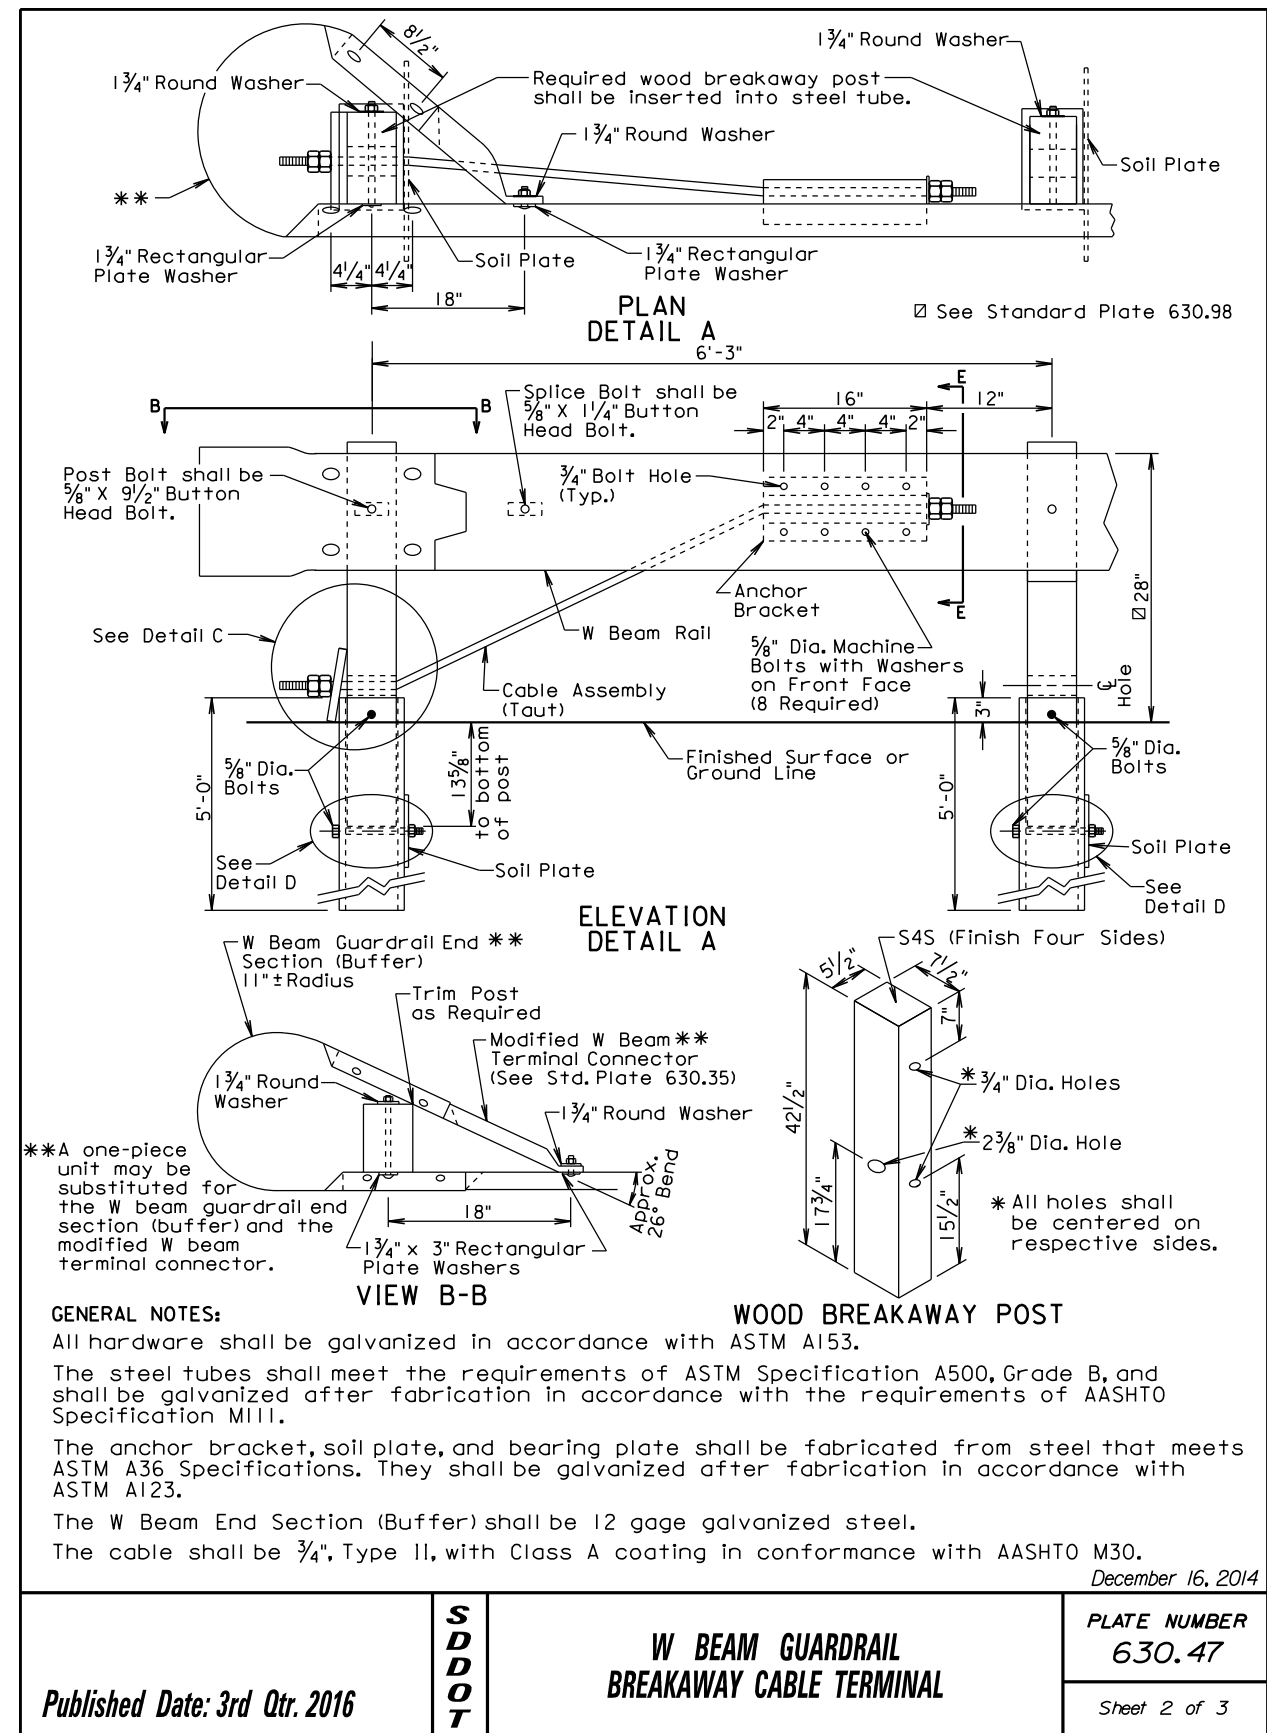 8½"
1¾" Round Washer
1¾" Round Washer
Required wood breakaway post
shall be inserted into steel tube.
1¾" Round Washer
Soil Plate
**
1¾" Rectangular
Plate Washer
4¼" 4¼"
Soil Plate
1¾" Rectangular
Plate Washer
18"
PLAN
DETAIL A
⍁ See Standard Plate 630.98
6'-3"
B B
Splice Bolt shall be
⅝" X 1¼" Button
Head Bolt.
E
16" 12"
2" 4" 4" 4" 2"
Post Bolt shall be
⅝" X 9½" Button
Head Bolt.
¾" Bolt Hole
(Typ.)
Anchor
Bracket
E
⍁ 28"
See Detail C
W Beam Rail
⅝" Dia. Machine
Bolts with Washers
on Front Face
(8 Required)
Cable Assembly
(Taut)
3"
℄
Hole
⅝" Dia.
Bolts
13⅝"
to bottom
of post
Finished Surface or
Ground Line
⅝" Dia.
Bolts
5'-0"
5'-0"
See
Detail D
Soil Plate
Soil Plate
See
Detail D
ELEVATION
DETAIL A
W Beam Guardrail End **
Section (Buffer)
11"± Radius
Trim Post
as Required
Modified W Beam **
Terminal Connector
(See Std. Plate 630.35)
1¾" Round
Washer
1¾" Round Washer
**A one-piece
unit may be
substituted for
the W beam guardrail end
section (buffer) and the
modified W beam
terminal connector.
18"
Approx.
26° Bend
1¾" x 3" Rectangular
Plate Washers
VIEW B-B
S4S (Finish Four Sides)
5½" 7½"
7"
42½"
* ¾" Dia. Holes
* 2⅜" Dia. Hole
17¾"
15½"
* All holes shall
be centered on
respective sides.
WOOD BREAKAWAY POST
GENERAL NOTES:
All hardware shall be galvanized in accordance with ASTM A153.
The steel tubes shall meet the requirements of ASTM Specification A500, Grade B, and
shall be galvanized after fabrication in accordance with the requirements of AASHTO
Specification M111.
The anchor bracket, soil plate, and bearing plate shall be fabricated from steel that meets
ASTM A36 Specifications. They shall be galvanized after fabrication in accordance with
ASTM A123.
The W Beam End Section (Buffer) shall be 12 gage galvanized steel.
The cable shall be ¾", Type II, with Class A coating in conformance with AASHTO M30.
December 16, 2014
Published Date: 3rd Qtr. 2016
SDDOT
W BEAM GUARDRAIL
BREAKAWAY CABLE TERMINAL
PLATE NUMBER
630.47
Sheet 2 of 3